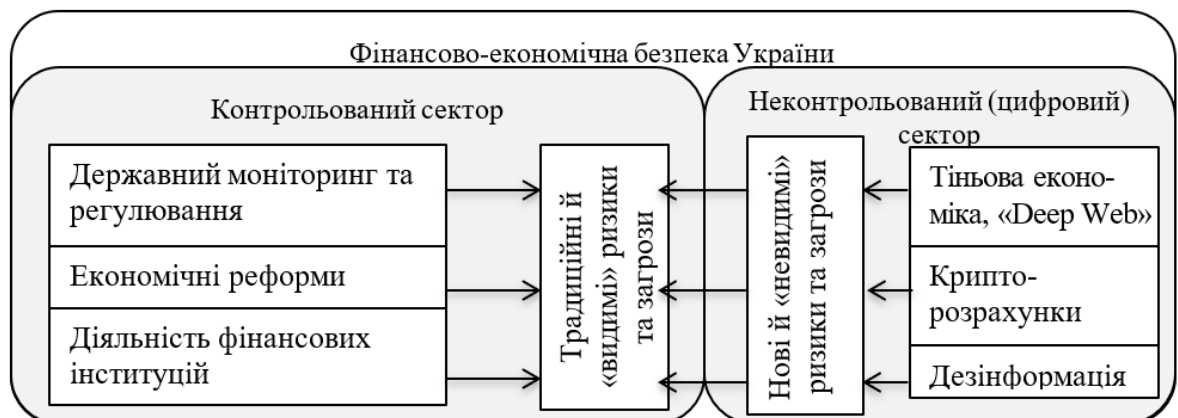 Фінансово-економічна безпека України
Контрольований сектор
Державний моніторинг та
регулювання
Економічні реформи
Діяльність фінансових
інституцій
Традиційні й
«видимі» ризики
та загрози
Неконтрольований (цифровий)
сектор
Нові й «невидимі»
ризики та загрози
Тіньова еконо-
міка, «Deep Web»
Крипто-
розрахунки
Дезінформація